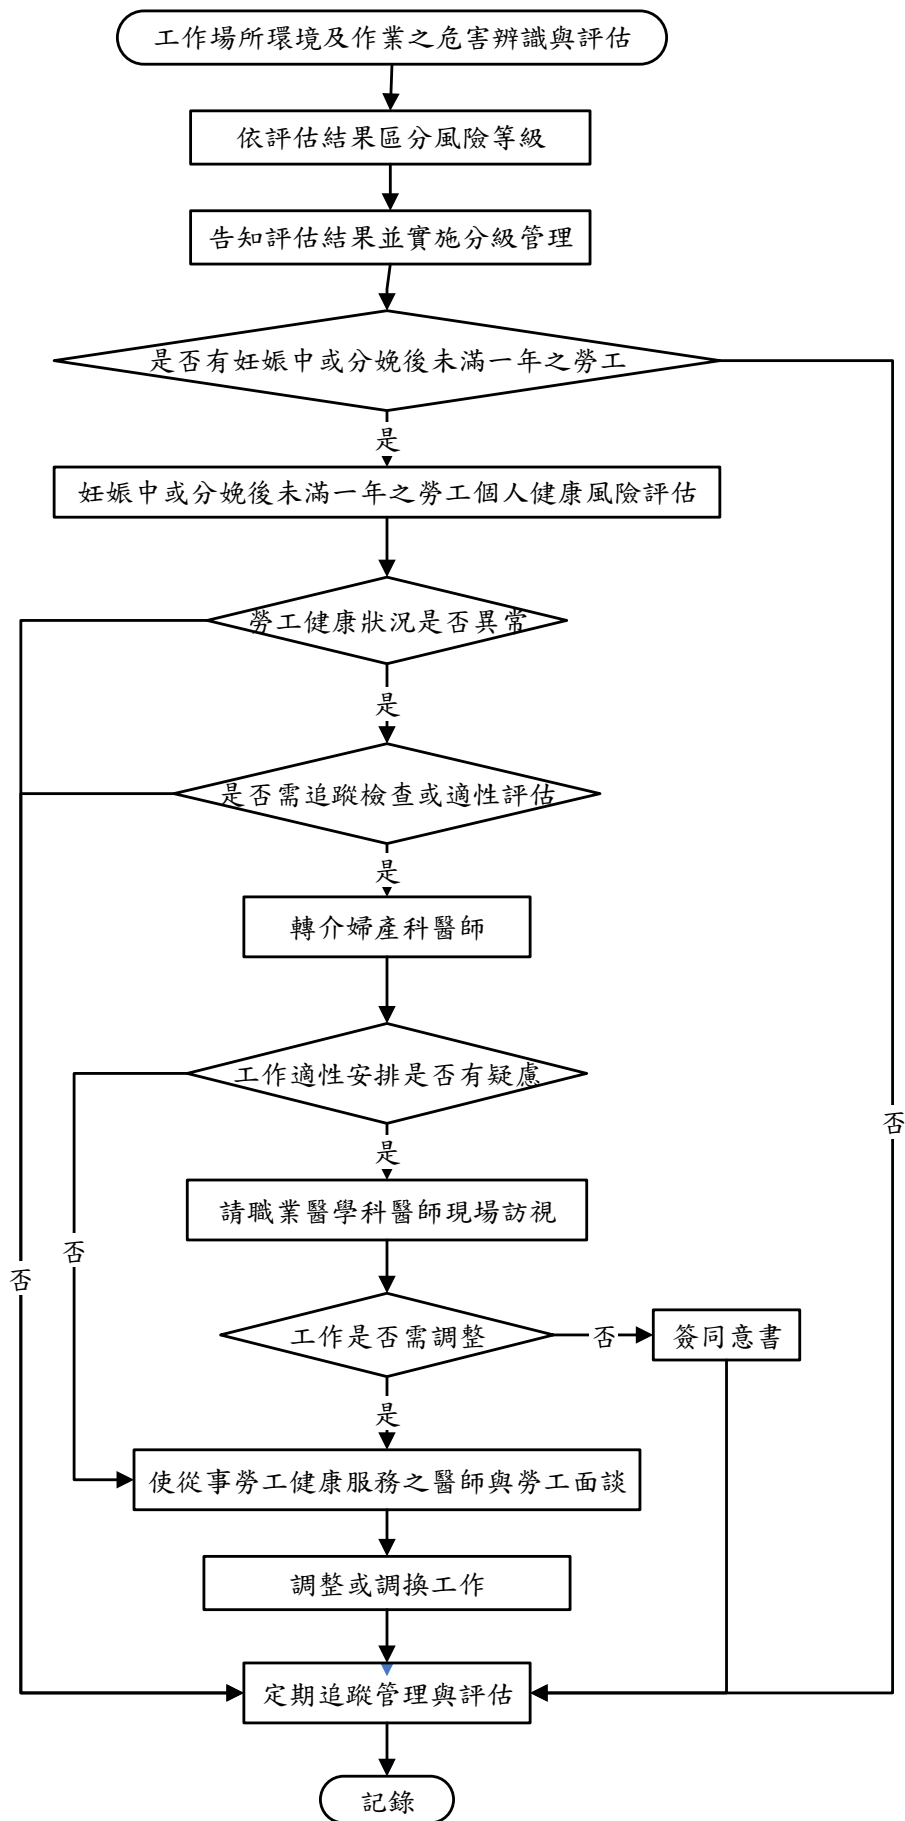 工作場所環境及作業之危害辨識與評估
依評估結果區分風險等級
告知評估結果並實施分級管理
是否有妊娠中或分娩後未滿一年之勞工
是
妊娠中或分娩後未滿一年之勞工個人健康風險評估
勞工健康狀況是否異常
是
是否需追蹤檢查或適性評估
是
轉介婦產科醫師
工作適性安排是否有疑慮
否
是
請職業醫學科醫師現場訪視
否
否
工作是否需調整
否
簽同意書
是
使從事勞工健康服務之醫師與勞工面談
調整或調換工作
定期追蹤管理與評估
記錄